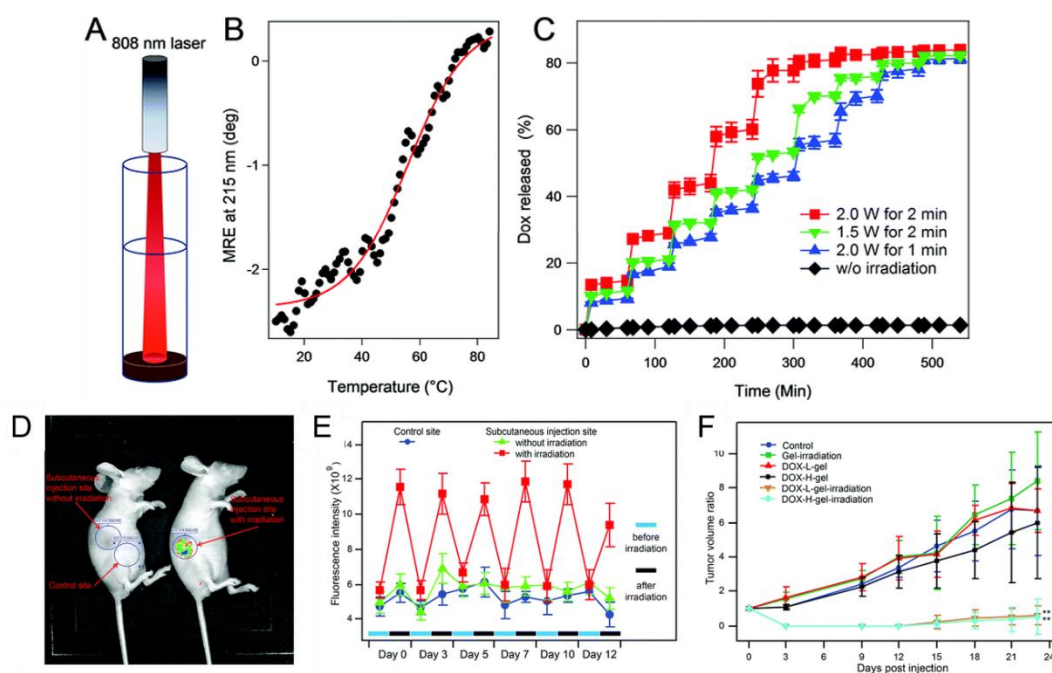 A
808 nm laser
B
MRE at 215 nm (deg)
0
-1
-2
20
40
60
80
Temperature (°C)
C
Dox released (%)
80
60
40
20
0
2.0 W for 2 min
1.5 W for 2 min
2.0 W for 1 min
w/o irradiation
0
100
200
300
400
500
Time (Min)
D
Subcutaneous
injection site
without irradiation
Subcutaneous
injection site
with irradiation
Control site
E
Control site
Subcutaneous injection site
without irradiation
with irradiation
Fluorescence intensity (X10⁹)
14
12
10
8
6
4
before
irradiation
after
irradiation
Day 0
Day 3
Day 5
Day 7
Day 10
Day 12
F
Control
Gel-irradiation
DOX-L-gel
DOX-H-gel
DOX-L-gel-irradiation
DOX-H-gel-irradiation
Tumor volume ratio
10
8
6
4
2
0
**
**
0
3
6
9
12
15
18
21
24
Days post injection